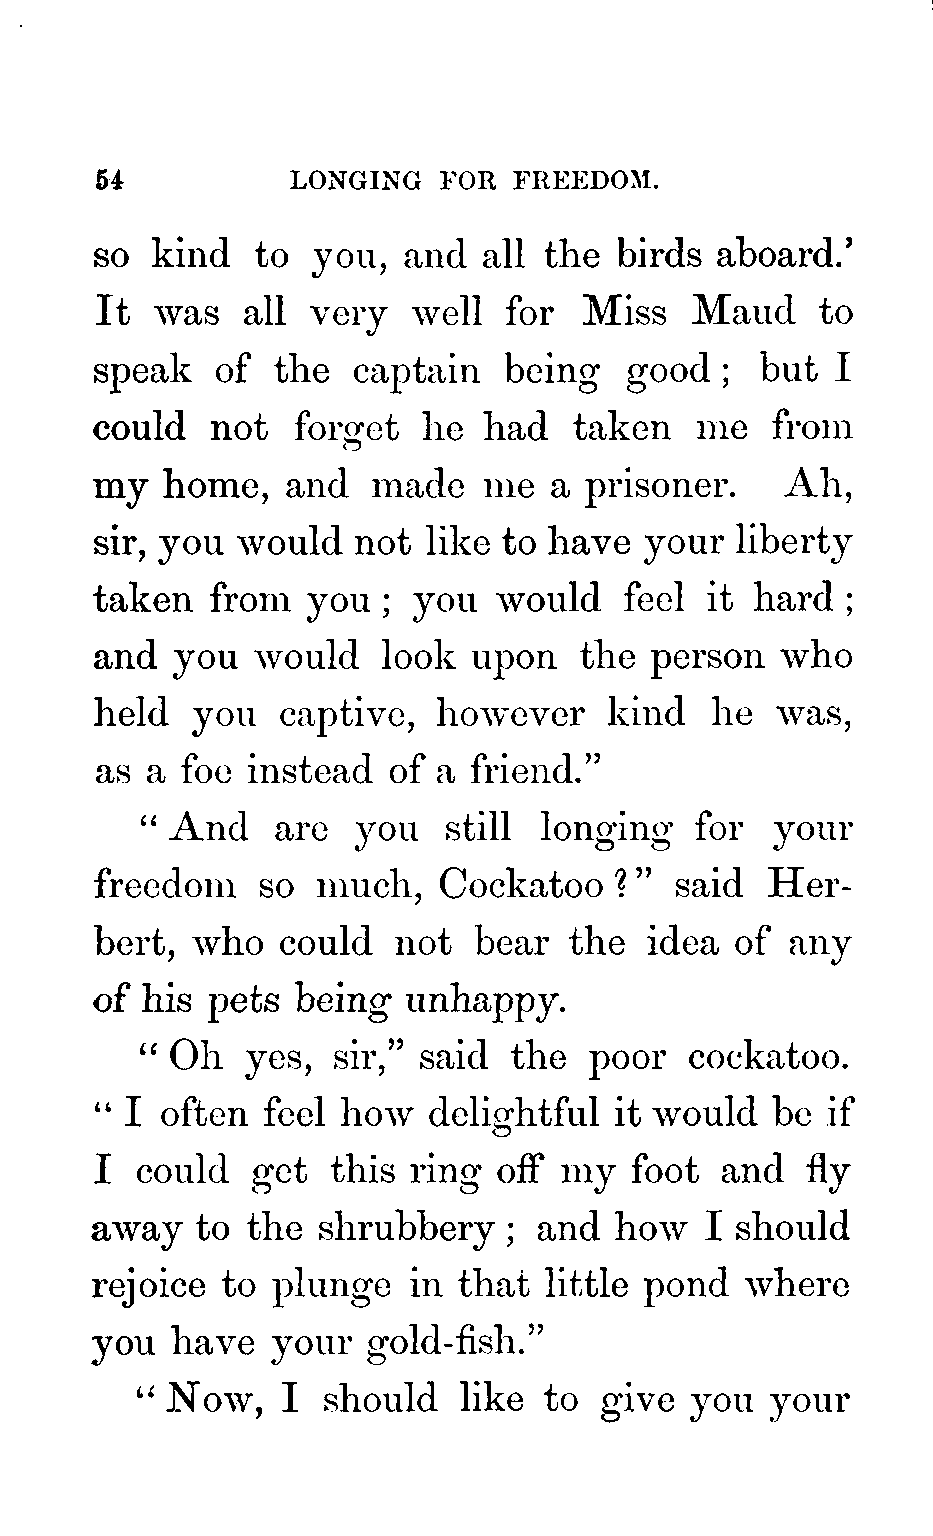 54 LONGING FOR FREEDOM.
so kind to you, and all the birds aboard.’
It was all very well for Miss Maud to
speak of the captain being good ; but I
could not forget he had taken me from
my home, and made me a prisoner. Ah,
sir, you would not like to have your liberty
taken from you ; you would feel it hard ;
and you would look upon the person who
held you captive, however kind he was,
as a foe instead of a friend.”
“ And are you still longing for your
freedom so much, Cockatoo ? ” said Her-
bert, who could not bear the idea of any
of his pets being unhappy.
“ Oh yes, sir,” said the poor cockatoo.
“ I often feel how delightful it would be if
I could get this ring off my foot and fly
away to the shrubbery ; and how I should
rejoice to plunge in that little pond where
you have your gold-fish.”
“ Now, I should like to give you your